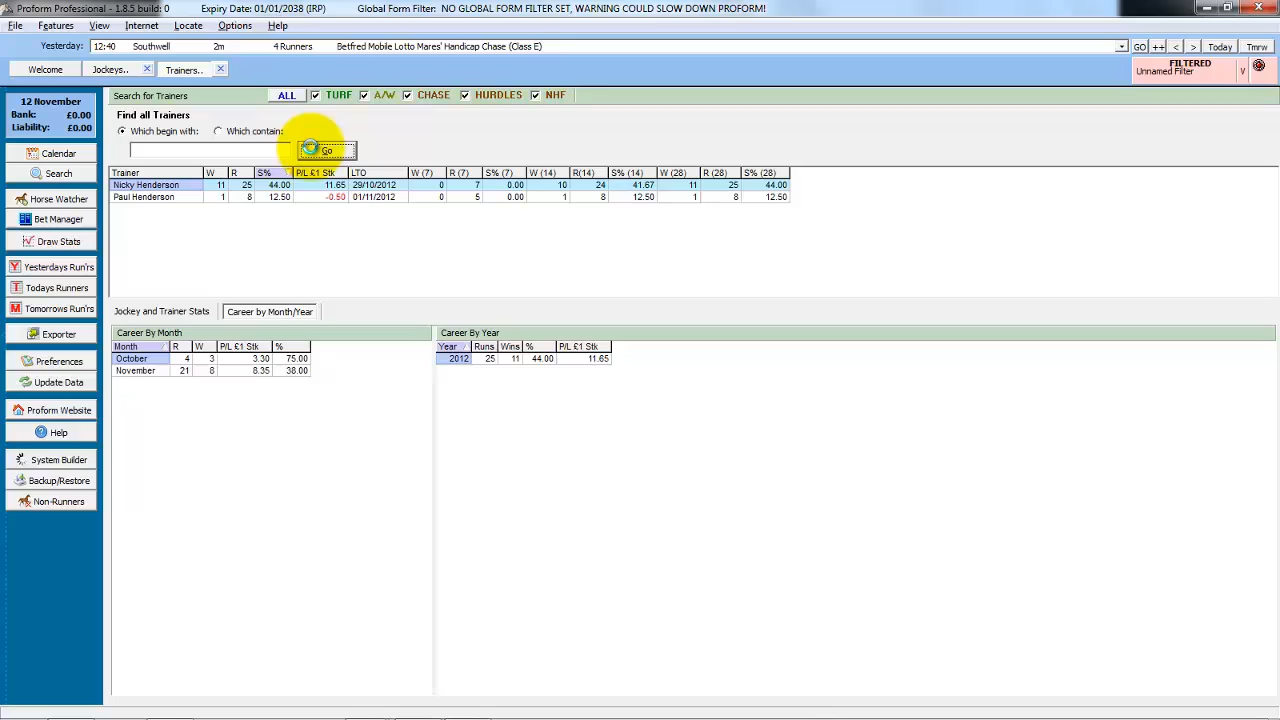 Proform Professional - 1.8.5 build: 0 Expiry Date: 01/01/2038 (IRP) Global Form Filter: NO GLOBAL FORM FILTER SET, WARNING COULD SLOW DOWN PROFORM!
File Features View Internet Locate Options Help
Yesterday: 12:40 Southwell 2m 4 Runners Betfred Mobile Lotto Mares' Handicap Chase (Class E) GO ++ < > Today Tmrw
Welcome Jockeys.. Trainers..
FILTERED
Unnamed Filter V
12 November
Bank: £0.00
Liability: £0.00
Calendar
Search
Horse Watcher
Bet Manager
Draw Stats
Yesterdays Run'rs
Todays Runners
Tomorrows Run'rs
Exporter
Preferences
Update Data
Proform Website
Help
System Builder
Backup/Restore
Non-Runners
Search for Trainers ALL TURF A/W CHASE HURDLES NHF
Find all Trainers
Which begin with: Which contain:
Go
Trainer W R S% P/L £1 Stk LTO W (7) R (7) S% (7) W (14) R(14) S% (14) W (28) R (28) S% (28)
Nicky Henderson 11 25 44.00 11.65 29/10/2012 0 7 0.00 10 24 41.67 11 25 44.00
Paul Henderson 1 8 12.50 -0.50 01/11/2012 0 5 0.00 1 8 12.50 1 8 12.50
Jockey and Trainer Stats Career by Month/Year
Career By Month
Month R W P/L £1 Stk %
October 4 3 3.30 75.00
November 21 8 8.35 38.00
Career By Year
Year Runs Wins % P/L £1 Stk
2012 25 11 44.00 11.65